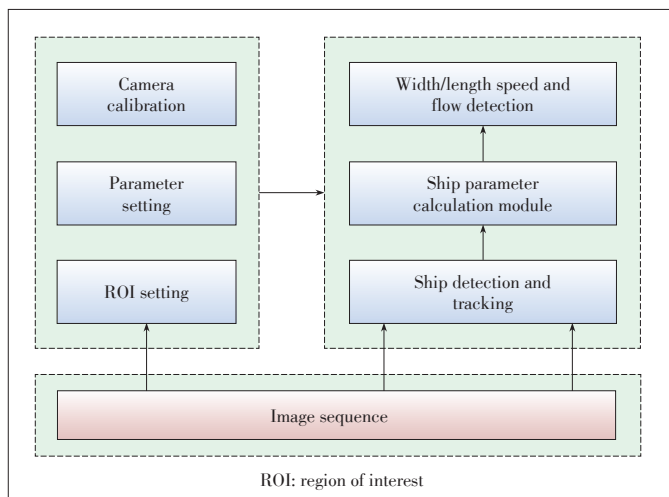 Camera
calibration
Parameter
setting
ROI setting
Width/length speed and
flow detection
Ship parameter
calculation module
Ship detection and
tracking
Image sequence
ROI: region of interest